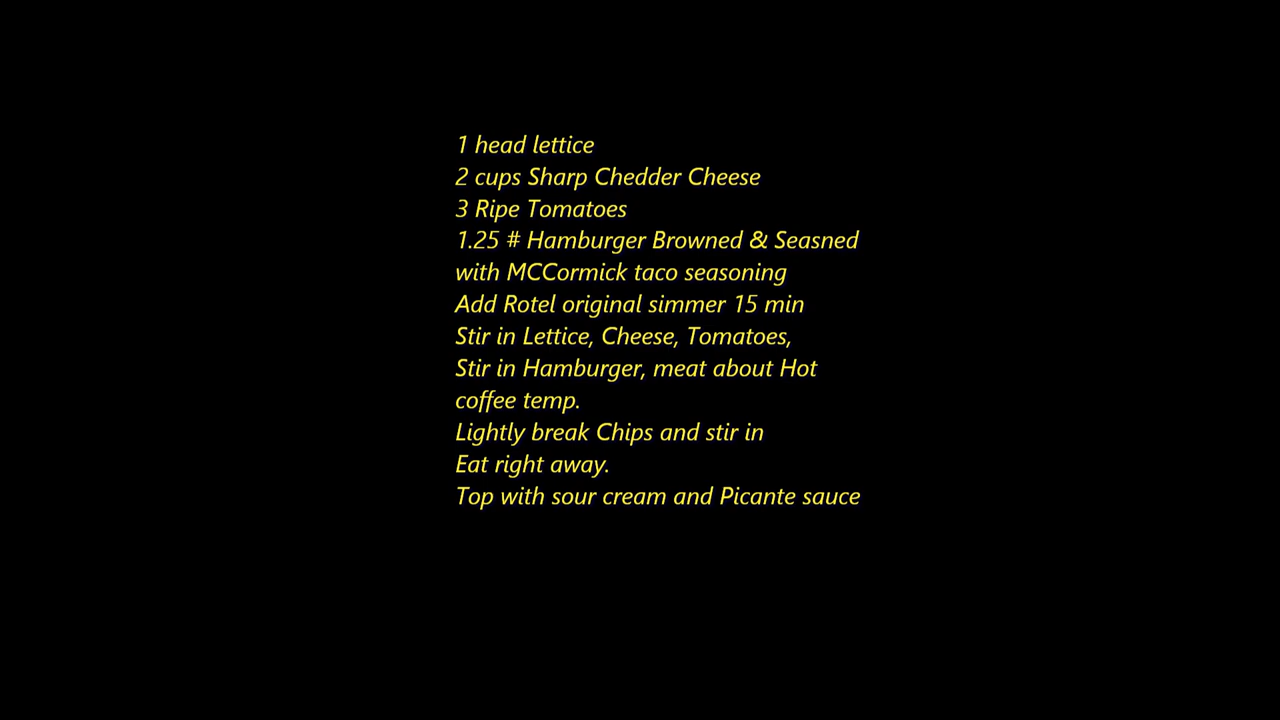 1 head lettice
2 cups Sharp Chedder Cheese
3 Ripe Tomatoes
1.25 # Hamburger Browned & Seasned
with MCCormick taco seasoning
Add Rotel original simmer 15 min
Stir in Lettice, Cheese, Tomatoes,
Stir in Hamburger, meat about Hot
coffee temp.
Lightly break Chips and stir in
Eat right away.
Top with sour cream and Picante sauce